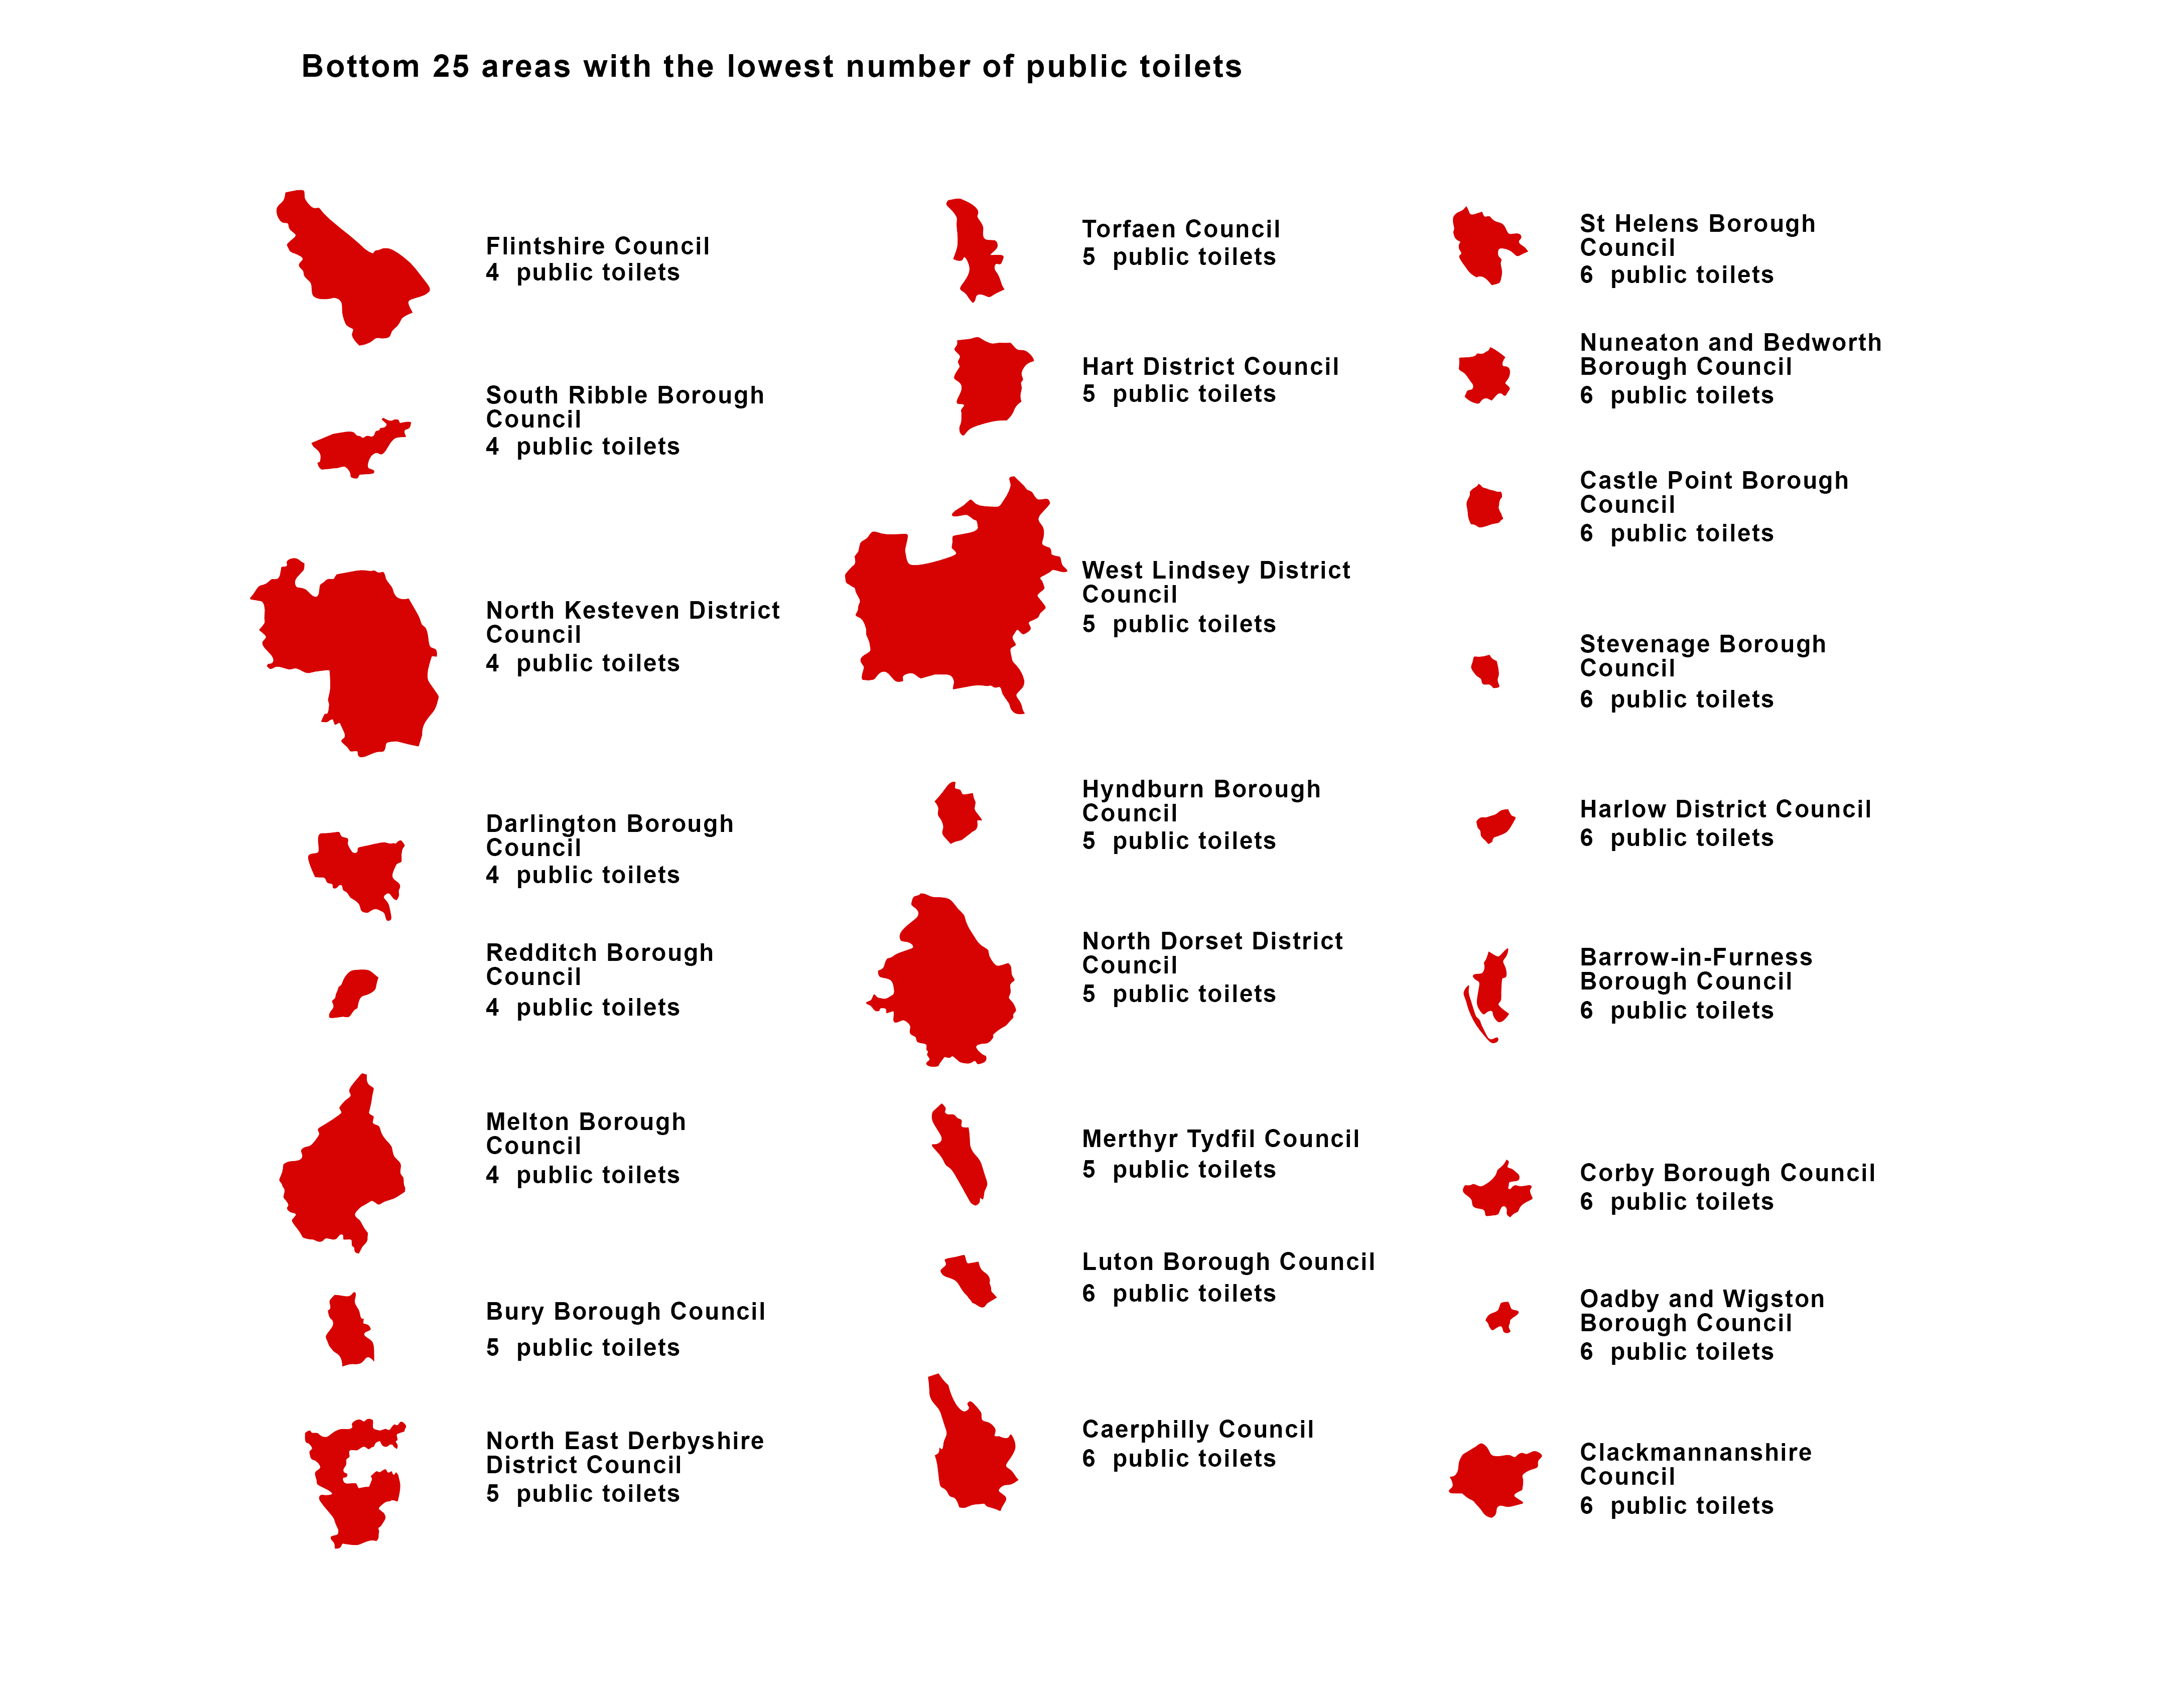 Bottom 25 areas with the lowest number of public toilets
Flintshire Council
4 public toilets
South Ribble Borough
Council
4 public toilets
North Kesteven District
Council
4 public toilets
Darlington Borough
Council
4 public toilets
Redditch Borough
Council
4 public toilets
Melton Borough
Council
4 public toilets
Bury Borough Council
5 public toilets
North East Derbyshire
District Council
5 public toilets
Torfaen Council
5 public toilets
Hart District Council
5 public toilets
West Lindsey District
Council
5 public toilets
Hyndburn Borough
Council
5 public toilets
North Dorset District
Council
5 public toilets
Merthyr Tydfil Council
5 public toilets
Luton Borough Council
6 public toilets
Caerphilly Council
6 public toilets
St Helens Borough
Council
6 public toilets
Nuneaton and Bedworth
Borough Council
6 public toilets
Castle Point Borough
Council
6 public toilets
Stevenage Borough
Council
6 public toilets
Harlow District Council
6 public toilets
Barrow-in-Furness
Borough Council
6 public toilets
Corby Borough Council
6 public toilets
Oadby and Wigston
Borough Council
6 public toilets
Clackmannanshire
Council
6 public toilets